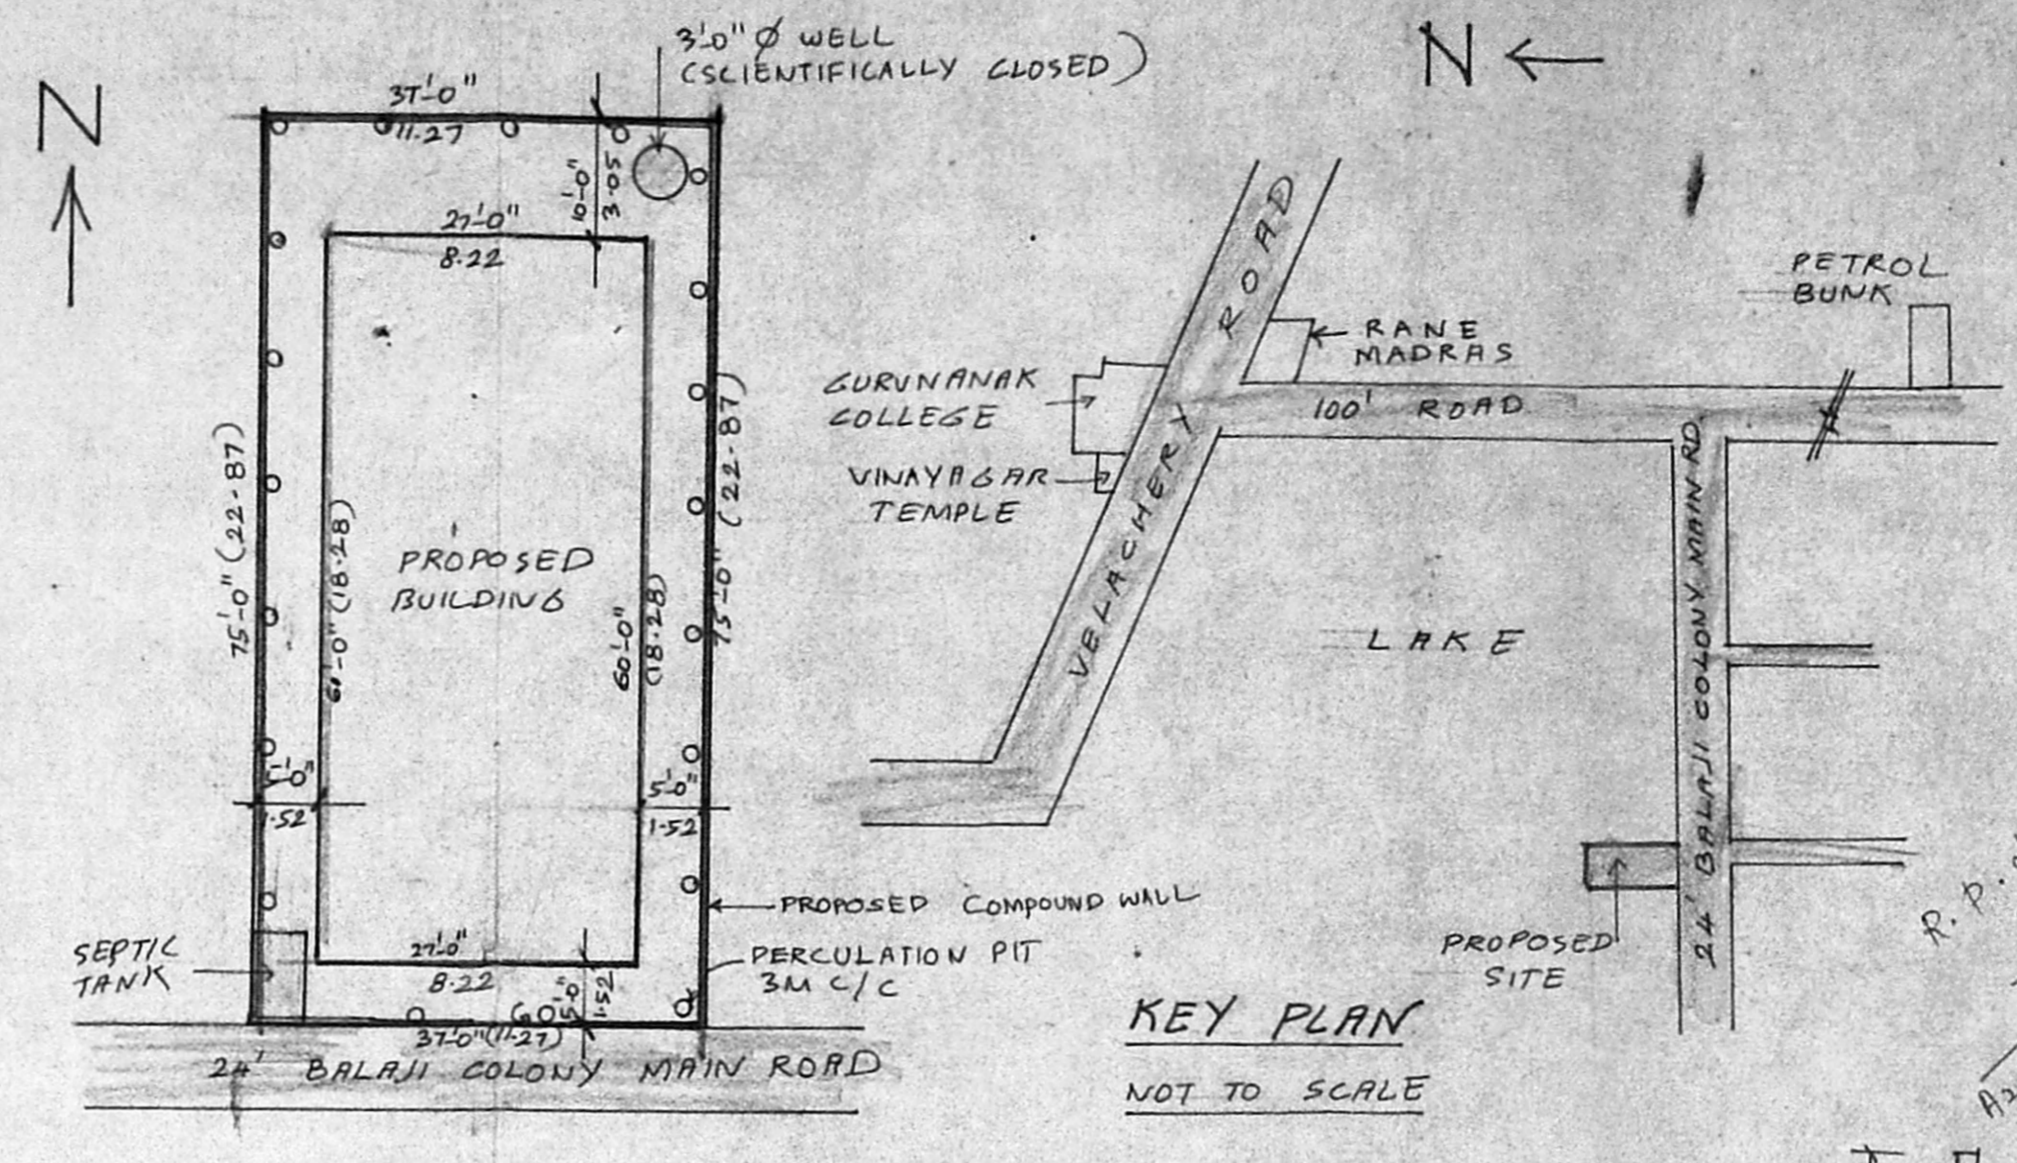 N
3'-0" Ø WELL
(SCIENTIFICALLY CLOSED)
37'-0"
11.27
10'-0"
3.05
27'-0"
8.22
75'-0" (22.87)
60'-0" (18.28)
PROPOSED
BUILDING
60'-0"
(18.28)
75'-0" (22.87)
1.52
5'-0"
1.52
SEPTIC
TANK
27'-0"
8.22
5'-0"
1.52
37'-0" (11.27)
PROPOSED COMPOUND WALL
PERCULATION PIT
3M C/C
24' BALAJI COLONY MAIN ROAD
N
VELACHERY ROAD
RANE
MADRAS
PETROL
BUNK
GURUNANAK
COLLEGE
100' ROAD
VINAYAGAR
TEMPLE
LAKE
24' BALAJI COLONY MAIN RD
PROPOSED
SITE
KEY PLAN
NOT TO SCALE
R. P.